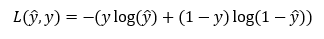 L(ŷ, y) = −(y log(ŷ) + (1 − y) log(1 − ŷ))